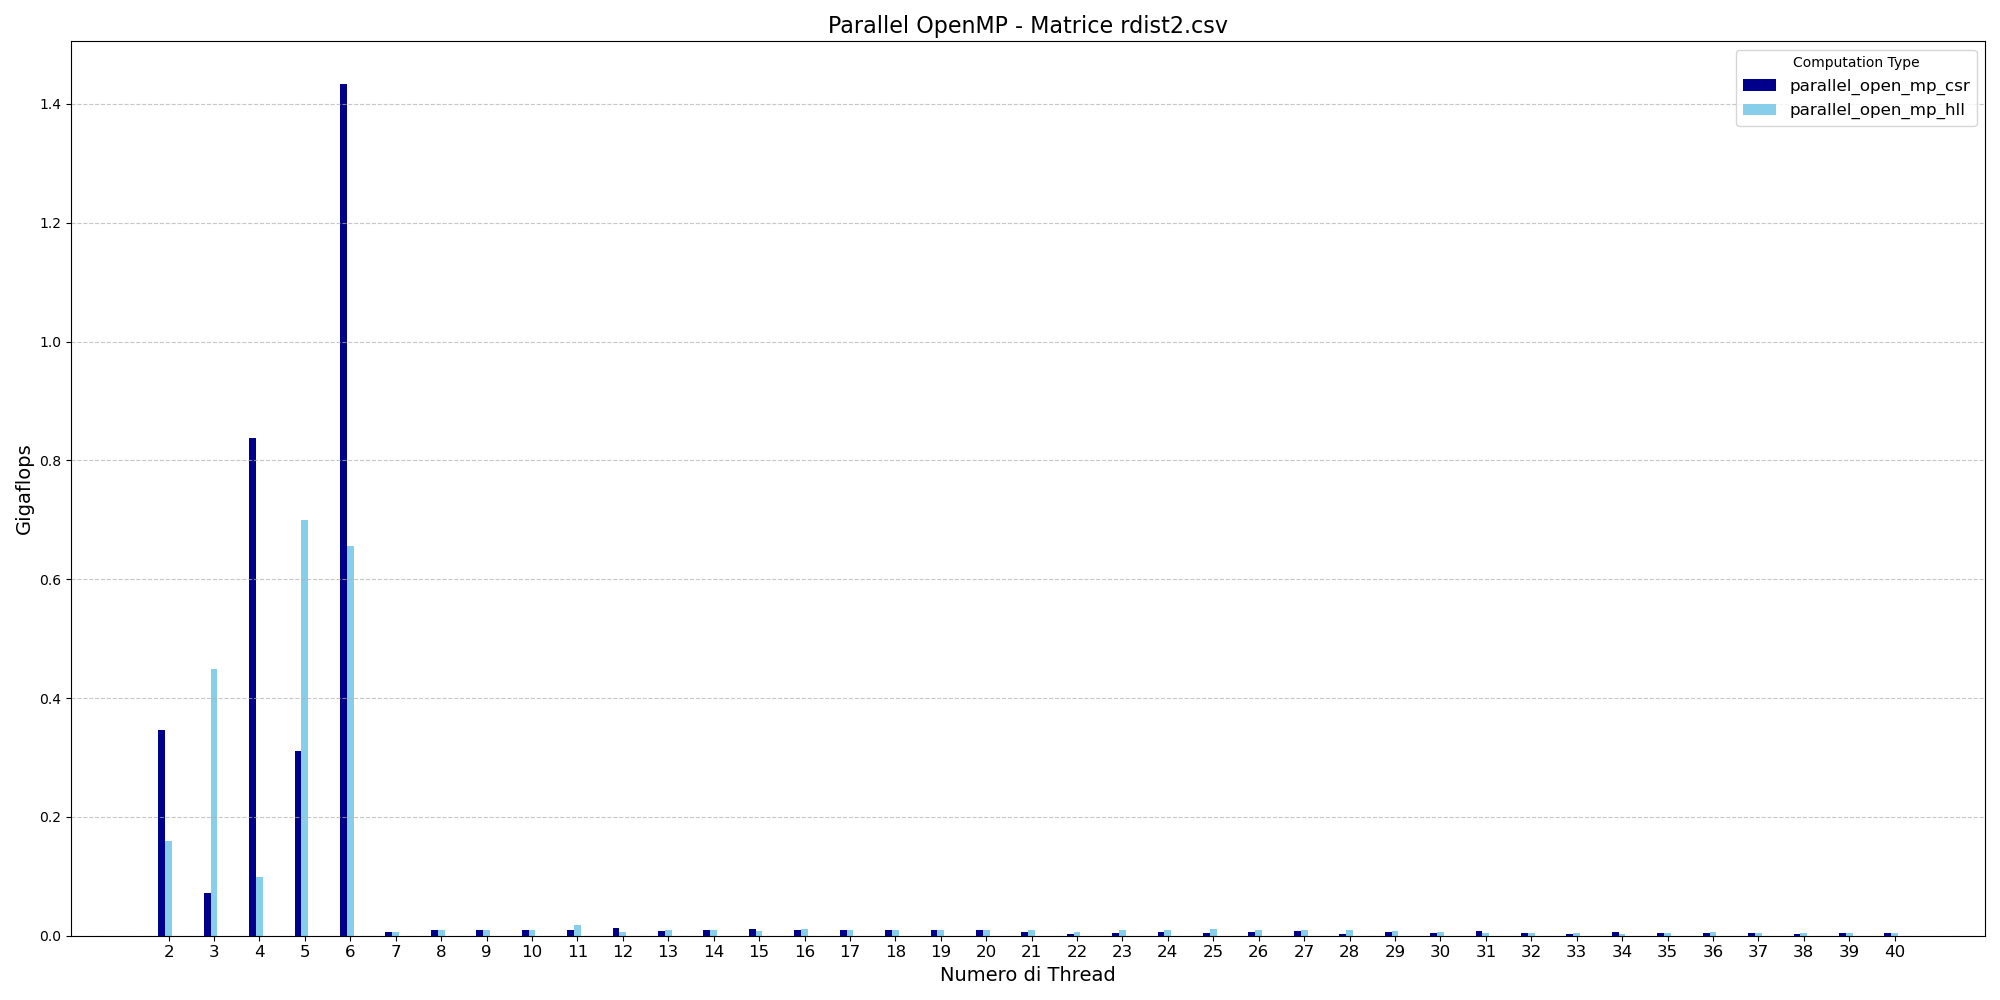 Parallel OpenMP - Matrice rdist2.csv
Computation Type
parallel_open_mp_csr
parallel_open_mp_hll
Gigaflops
1.4
1.2
1.0
0.8
0.6
0.4
0.2
0.0
2 3 4 5 6 7 8 9 10 11 12 13 14 15 16 17 18 19 20 21 22 23 24 25 26 27 28 29 30 31 32 33 34 35 36 37 38 39 40
Numero di Thread